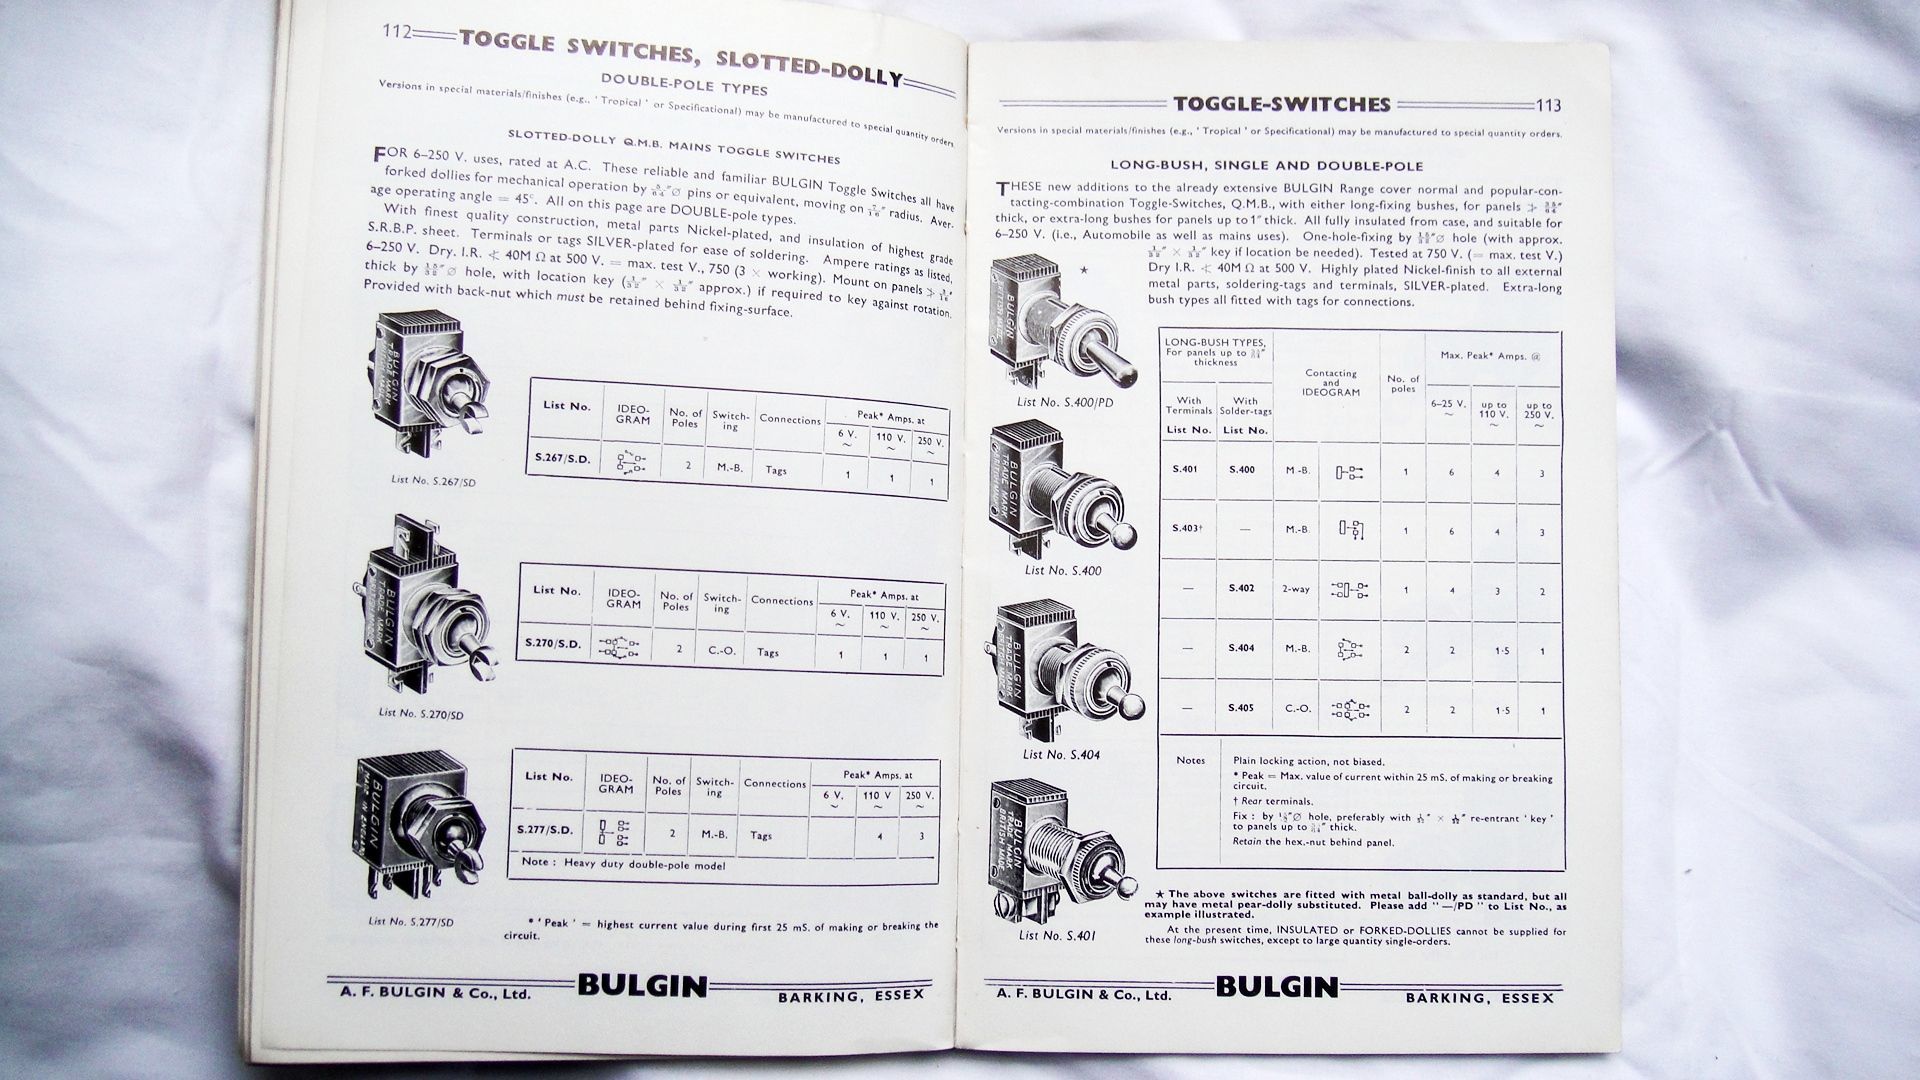 112 TOGGLE SWITCHES, SLOTTED-DOLLY
DOUBLE-POLE TYPES
Versions in special materials/finishes (e.g., ' Tropical ' or Specificational) may be manufactured to special quantity orders.
SLOTTED-DOLLY Q.M.B. MAINS TOGGLE SWITCHES
FOR 6–250 V. uses, rated at A.C. These reliable and familiar BULGIN Toggle Switches all have
forked dollies for mechanical operation by 5/64″Ø pins or equivalent, moving on 7/16″ radius. Aver-
age operating angle = 45°. All on this page are DOUBLE-pole types.
With finest quality construction, metal parts Nickel-plated, and insulation of highest grade
S.R.B.P. sheet. Terminals or tags SILVER-plated for ease of soldering. Ampere ratings as listed,
6–250 V. Dry. I.R. ≮ 40M Ω at 500 V. = max. test V., 750 (3 × working). Mount on panels ≯
thick by 15/32″Ø hole, with location key (1/32″ × 1/32″ approx.) if required to key against rotation.
Provided with back-nut which must be retained behind fixing-surface.
List No. S.267/SD
List No. IDEO- GRAM No. of Poles Switch- ing Connections Peak* Amps. at
6 V. ~ 110 V. ~ 250 V. ~
S.267/S.D. 2 M.-B. Tags 1 1 1
List No. S.270/SD
List No. IDEO- GRAM No. of Poles Switch- ing Connections Peak* Amps. at
6 V. ~ 110 V. ~ 250 V. ~
S.270/S.D. 2 C.-O. Tags 1 1 1
List No. S.277/SD
List No. IDEO- GRAM No. of Poles Switch- ing Connections Peak* Amps. at
6 V. ~ 110 V ~ 250 V. ~
S.277/S.D. 2 M.-B. Tags 4 3
Note : Heavy duty double-pole model
* ' Peak ' = highest current value during first 25 mS. of making or breaking the
circuit.
A. F. BULGIN & Co., Ltd. BULGIN BARKING, ESSEX
TOGGLE-SWITCHES 113
Versions in special materials/finishes (e.g., ' Tropical ' or Specificational) may be manufactured to special quantity orders.
LONG-BUSH, SINGLE AND DOUBLE-POLE
THESE new additions to the already extensive BULGIN Range cover normal and popular-con-
tacting-combination Toggle-Switches, Q.M.B., with either long-fixing bushes, for panels ≯
thick, or extra-long bushes for panels up to 1″ thick. All fully insulated from case, and suitable for
6–250 V. (i.e., Automobile as well as mains uses). One-hole-fixing by 15/32″Ø hole (with approx.
1/32″ × 1/32″ key if location be needed). Tested at 750 V. (= max. test V.)
Dry I.R. ≮ 40M Ω at 500 V. Highly plated Nickel-finish to all external
metal parts, soldering-tags and terminals, SILVER-plated. Extra-long
bush types all fitted with tags for connections.
★
List No. S.400/PD
List No. S.400
List No. S.404
List No. S.401
LONG-BUSH TYPES, For panels up to thickness Contacting and IDEOGRAM No. of poles Max. Peak* Amps. @
With Terminals List No. With Solder-tags List No. 6–25 V. ~ up to 110 V. ~ up to 250 V. ~
S.401 S.400 M.-B. 1 6 4 3
S.403† — M.-B. 1 6 4 3
— S.402 2-way 1 4 3 2
— S.404 M.-B. 2 2 1·5 1
— S.405 C.-O. 2 2 1·5 1
Notes Plain locking action, not biased.
* Peak = Max. value of current within 25 mS. of making or breaking
circuit.
† Rear terminals.
Fix : by hole, preferably with 1/32″ × 1/32″ re-entrant ' key '
to panels up to thick.
Retain the hex.-nut behind panel.
★ The above switches are fitted with metal ball-dolly as standard, but all
may have metal pear-dolly substituted. Please add " —/PD " to List No., as
example illustrated.
At the present time, INSULATED or FORKED-DOLLIES cannot be supplied for
these long-bush switches, except to large quantity single-orders.
A. F. BULGIN & Co., Ltd. BULGIN BARKING, ESSEX